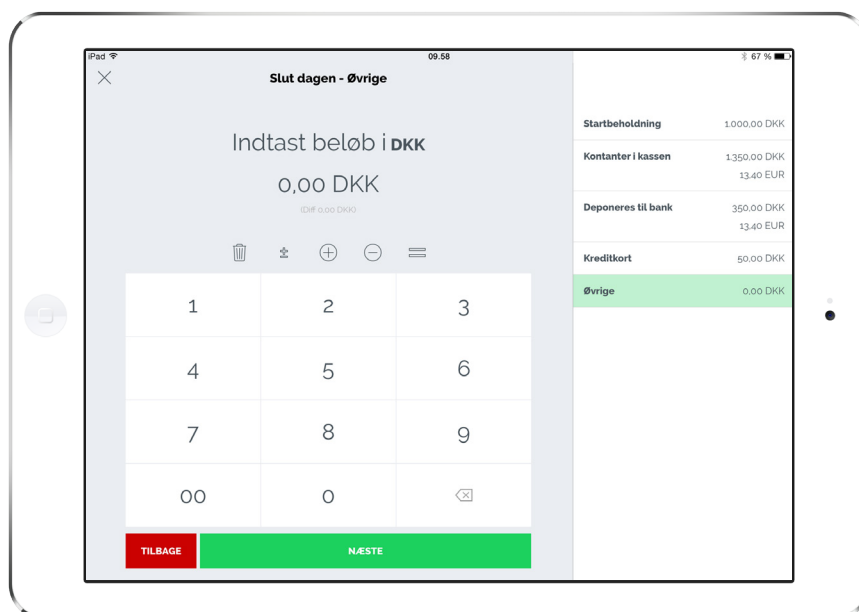 iPad 09.58 67 %
Slut dagen - Øvrige
Indtast beløb i DKK
0,00 DKK
(Diff 0,00 DKK)
1 2 3
4 5 6
7 8 9
00 0
TILBAGE NÆSTE
Startbeholdning 1.000,00 DKK
Kontanter i kassen 1.350,00 DKK
13,40 EUR
Deponeres til bank 350,00 DKK
13,40 EUR
Kreditkort 50,00 DKK
Øvrige 0,00 DKK